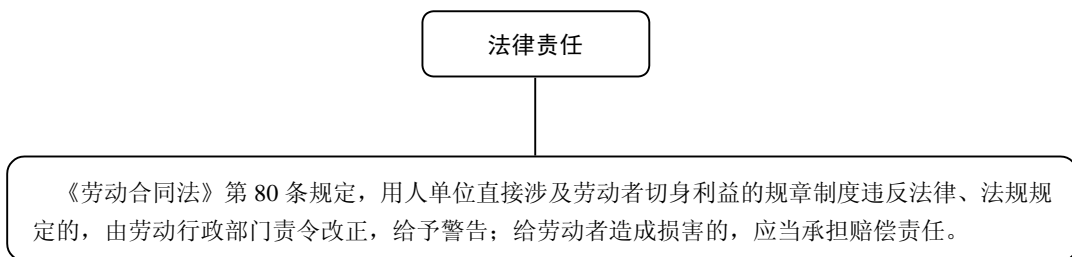 法律责任
《劳动合同法》第 80 条规定，用人单位直接涉及劳动者切身利益的规章制度违反法律、法规规
定的，由劳动行政部门责令改正，给予警告；给劳动者造成损害的，应当承担赔偿责任。